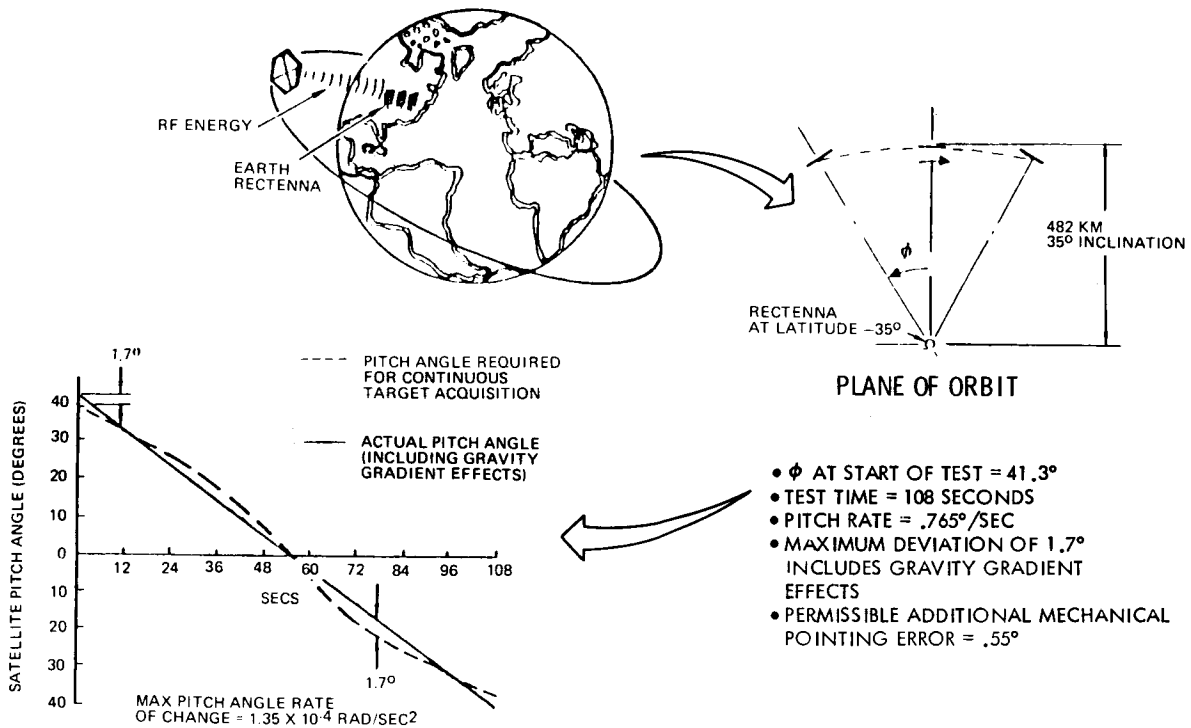 RF ENERGY
EARTH
RECTENNA
482 KM
35° INCLINATION
ϕ
RECTENNA
AT LATITUDE -35°
PLANE OF ORBIT
1.7°
PITCH ANGLE REQUIRED
FOR CONTINUOUS
TARGET ACQUISITION
ACTUAL PITCH ANGLE
(INCLUDING GRAVITY
GRADIENT EFFECTS)
SATELLITE PITCH ANGLE (DEGREES)
40
30
20
10
0
12 24 36 48 60 72 84 96 108
SECS
10
20
30
40
1.7°
MAX PITCH ANGLE RATE
OF CHANGE = 1.35 X 10⁻⁴ RAD/SEC²
• ϕ AT START OF TEST = 41.3°
• TEST TIME = 108 SECONDS
• PITCH RATE = .765°/SEC
• MAXIMUM DEVIATION OF 1.7°
INCLUDES GRAVITY GRADIENT
EFFECTS
• PERMISSIBLE ADDITIONAL MECHANICAL
POINTING ERROR = .55°